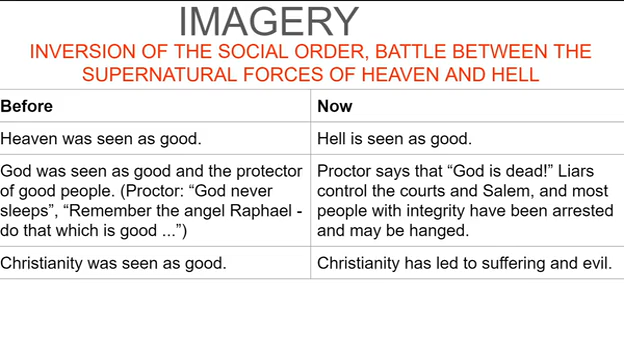 IMAGERY
INVERSION OF THE SOCIAL ORDER, BATTLE BETWEEN THE
SUPERNATURAL FORCES OF HEAVEN AND HELL
Before
Now
Heaven was seen as good.
Hell is seen as good.
God was seen as good and the protector
of good people. (Proctor: “God never
sleeps”, “Remember the angel Raphael -
do that which is good ...”)
Proctor says that “God is dead!” Liars
control the courts and Salem, and most
people with integrity have been arrested
and may be hanged.
Christianity was seen as good.
Christianity has led to suffering and evil.